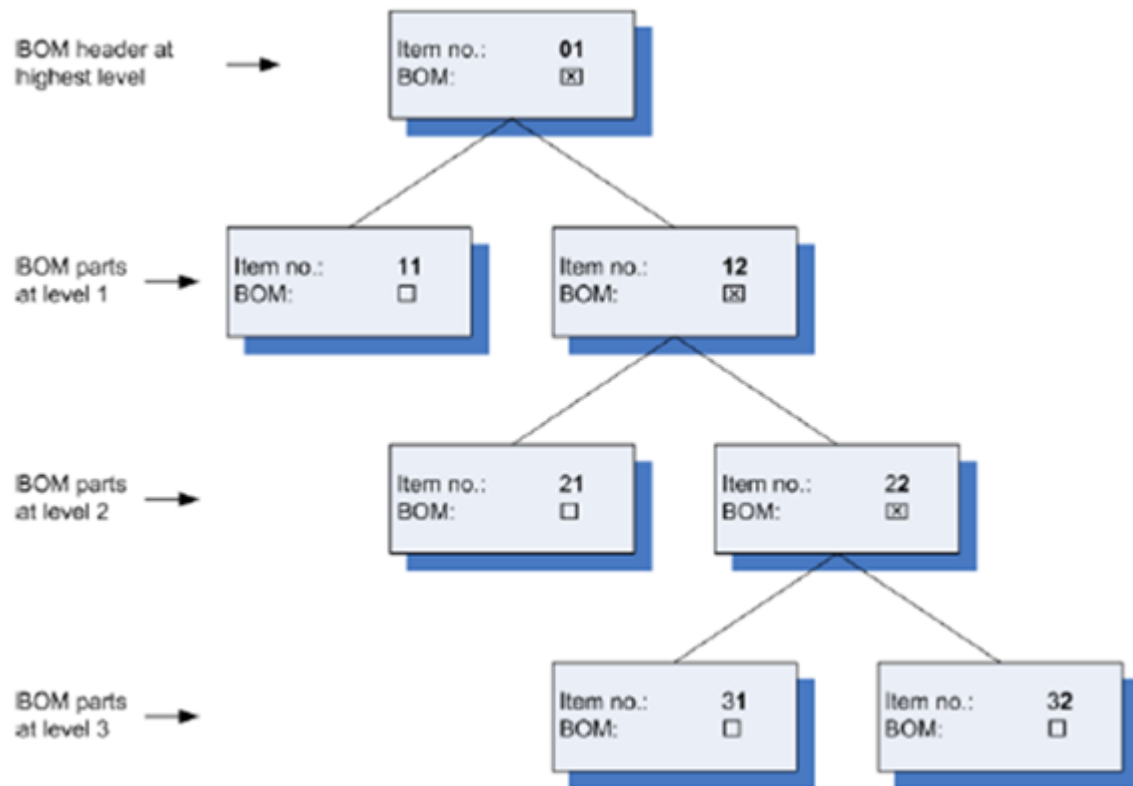 BOM header at
highest level
Item no.: 01
BOM: ☒
BOM parts
at level 1
Item no.: 11
BOM: ☐
Item no.: 12
BOM: ☒
BOM parts
at level 2
Item no.: 21
BOM: ☐
Item no.: 22
BOM: ☒
BOM parts
at level 3
Item no.: 31
BOM: ☐
Item no.: 32
BOM: ☐